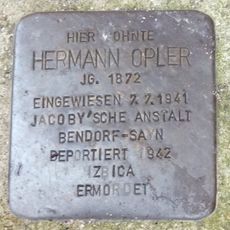 HIER WOHNTE
HERMANN OPLER
JG. 1872
EINGEWIESEN 7.7.1941
JACOBY'SCHE ANSTALT
BENDORF-SAYN
DEPORTIERT 1942
IZBICA
ERMORDET